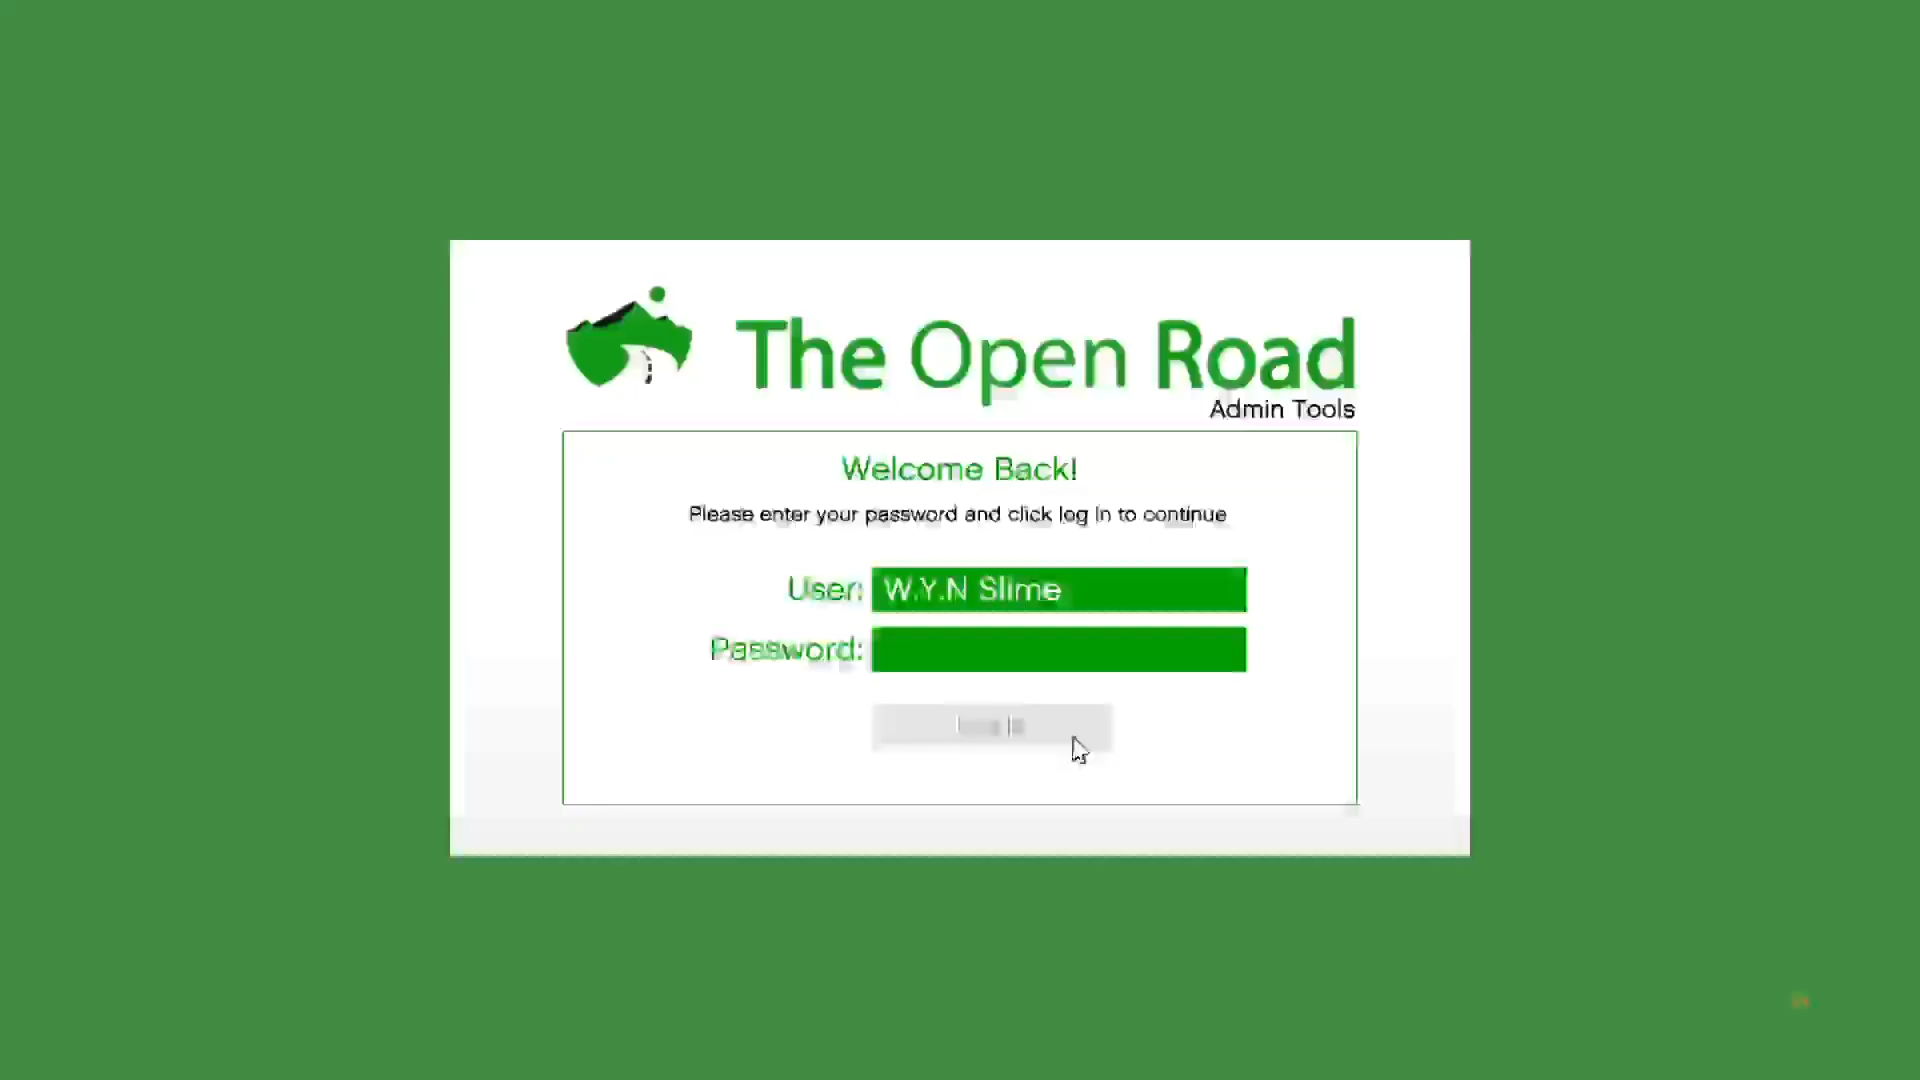 The Open Road
Admin Tools
Welcome Back!
Please enter your password and click log in to continue
User: W.Y.N Slime
Password: